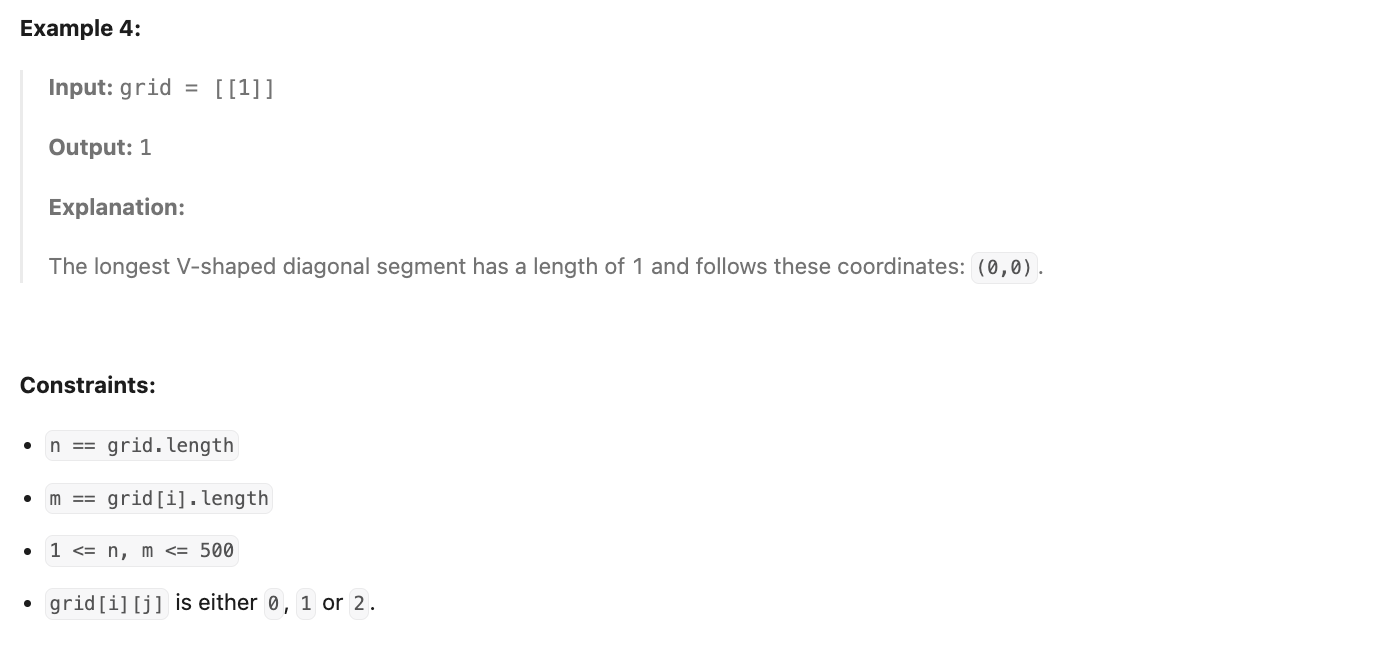 Example 4:
Input: grid = [[1]]
Output: 1
Explanation:
The longest V-shaped diagonal segment has a length of 1 and follows these coordinates: (0,0).
Constraints:
• n == grid.length
• m == grid[i].length
• 1 <= n, m <= 500
• grid[i][j] is either 0, 1 or 2.